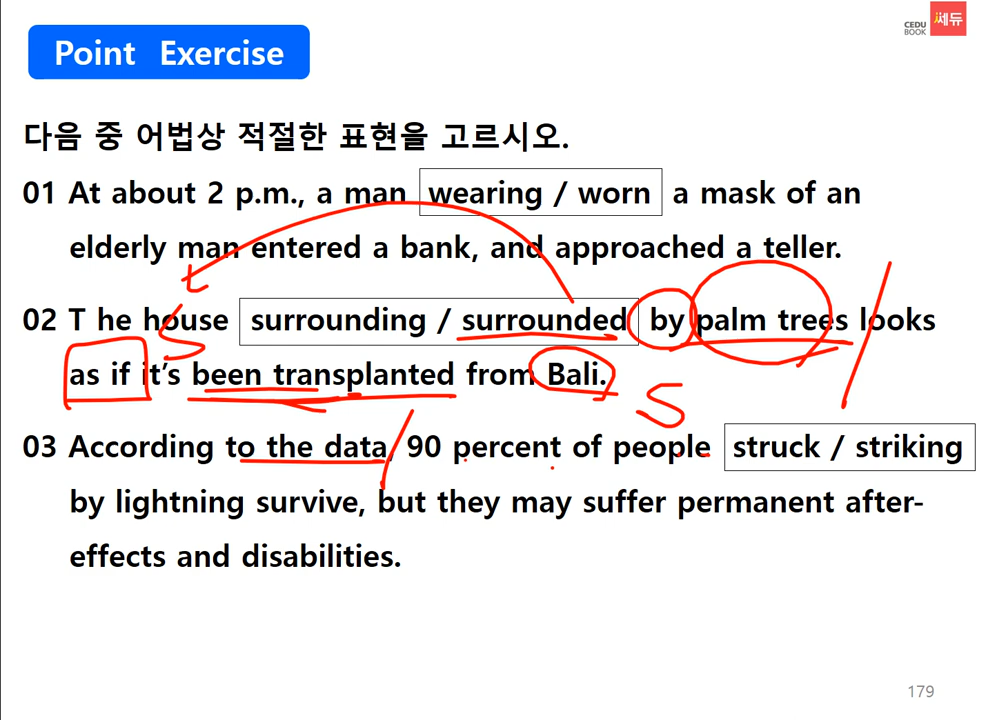 CEDU
BOOK
쎄듀
Point Exercise
다음 중 어법상 적절한 표현을 고르시오.
01 At about 2 p.m., a man wearing / worn a mask of an
elderly man entered a bank, and approached a teller.
02 T he house surrounding / surrounded by palm trees looks
as if it's been transplanted from Bali.
S
S
03 According to the data, 90 percent of people struck / striking
by lightning survive, but they may suffer permanent after-
effects and disabilities.
179